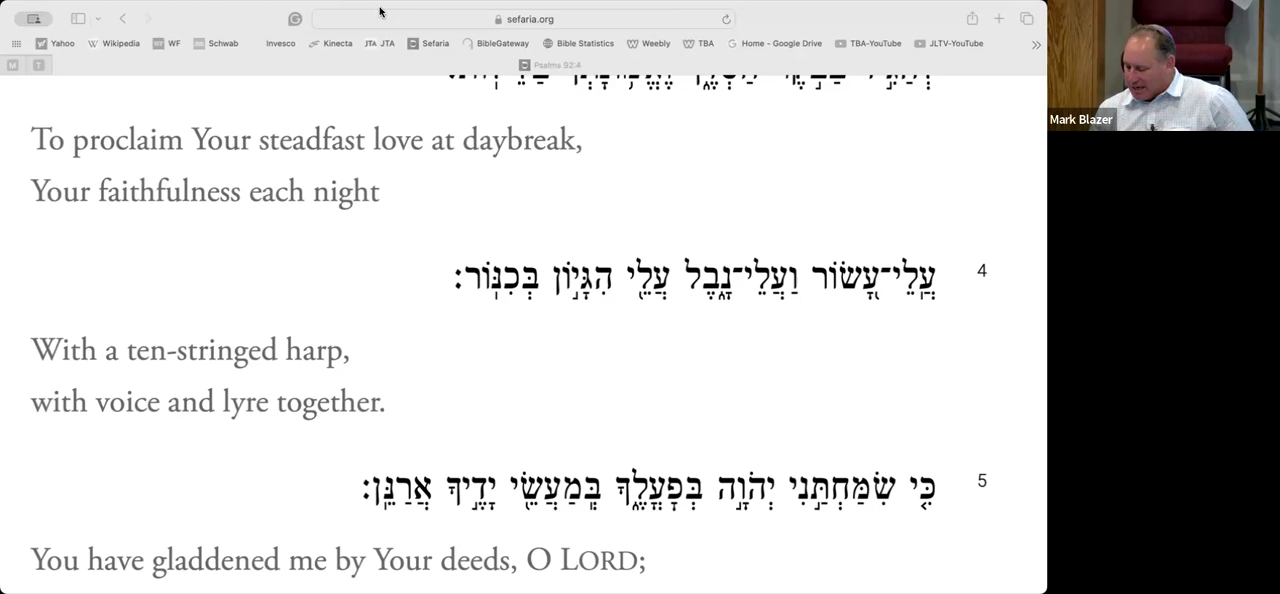 sefaria.org
Yahoo Wikipedia WF Schwab Invesco Kinecta JTA JTA Sefaria BibleGateway Bible Statistics Weebly TBA Home - Google Drive TBA-YouTube JLTV-YouTube
M T Psalms 92:4
Mark Blazer
To proclaim Your steadfast love at daybreak,
Your faithfulness each night
4
עֲֽלֵי־עָ֭שׂוֹר וַעֲלֵי־נָ֑בֶל עֲלֵ֖י הִגָּי֣וֹן בְּכִנּֽוֹר׃
With a ten-stringed harp,
with voice and lyre together.
5
כִּ֤י שִׂמַּחְתַּ֣נִי יְהֹוָ֣ה בְּפׇעֳלֶ֑ךָ בְּֽמַעֲשֵׂ֖י יָדֶ֣יךָ אֲרַנֵּֽן׃
You have gladdened me by Your deeds, O LORD;